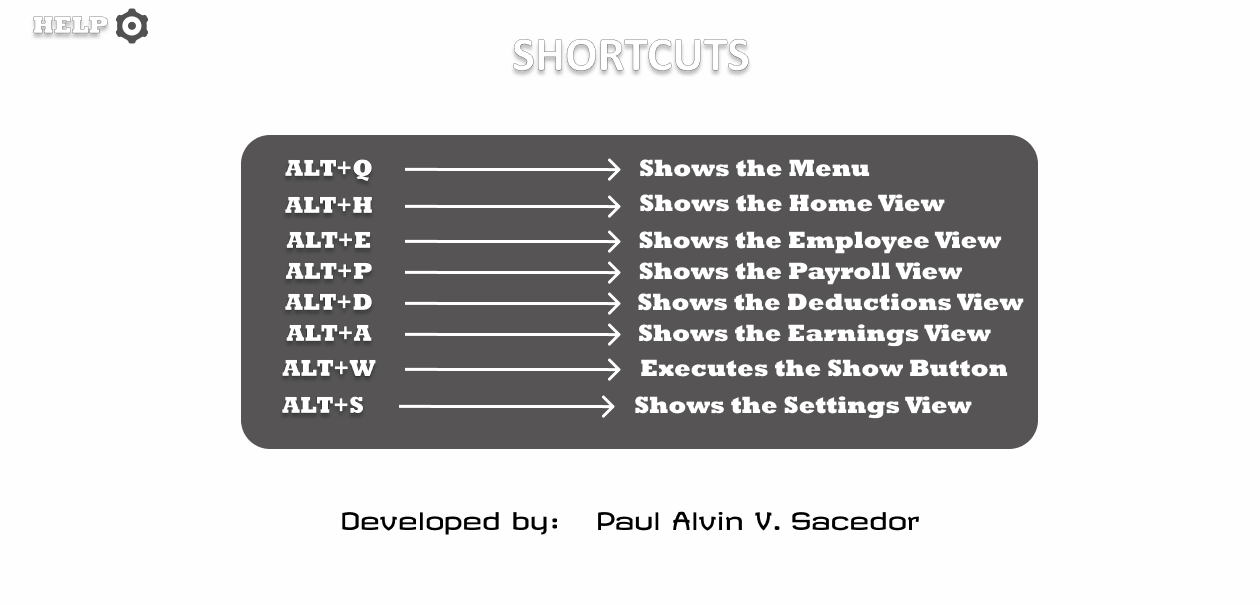 HELP
SHORTCUTS
ALT+Q Shows the Menu
ALT+H Shows the Home View
ALT+E Shows the Employee View
ALT+P Shows the Payroll View
ALT+D Shows the Deductions View
ALT+A Shows the Earnings View
ALT+W Executes the Show Button
ALT+S Shows the Settings View
Developed by: Paul Alvin V. Sacedor